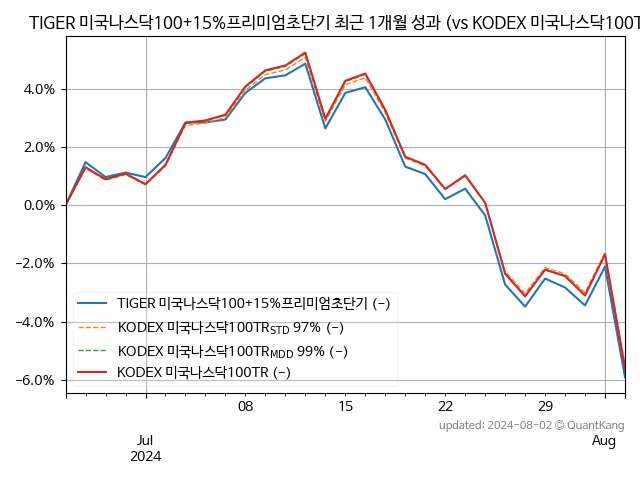 TIGER 미국나스닥100+15%프리미엄초단기 최근 1개월 성과 (vs KODEX 미국나스닥100T
4.0%
2.0%
0.0%
−2.0%
−4.0%
−6.0%
TIGER 미국나스닥100+15%프리미엄초단기 (−)
KODEX 미국나스닥100TRSTD 97% (−)
KODEX 미국나스닥100TRMDD 99% (−)
KODEX 미국나스닥100TR (−)
08 15 22 29
updated: 2024-08-02 © QuantKang
Jul Aug
2024